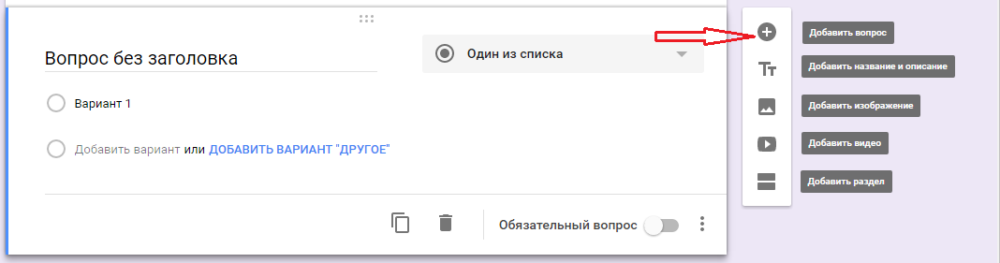 Вопрос без заголовка
Один из списка
Вариант 1
Добавить вариант или ДОБАВИТЬ ВАРИАНТ "ДРУГОЕ"
Обязательный вопрос
Добавить вопрос
Добавить название и описание
Добавить изображение
Добавить видео
Добавить раздел